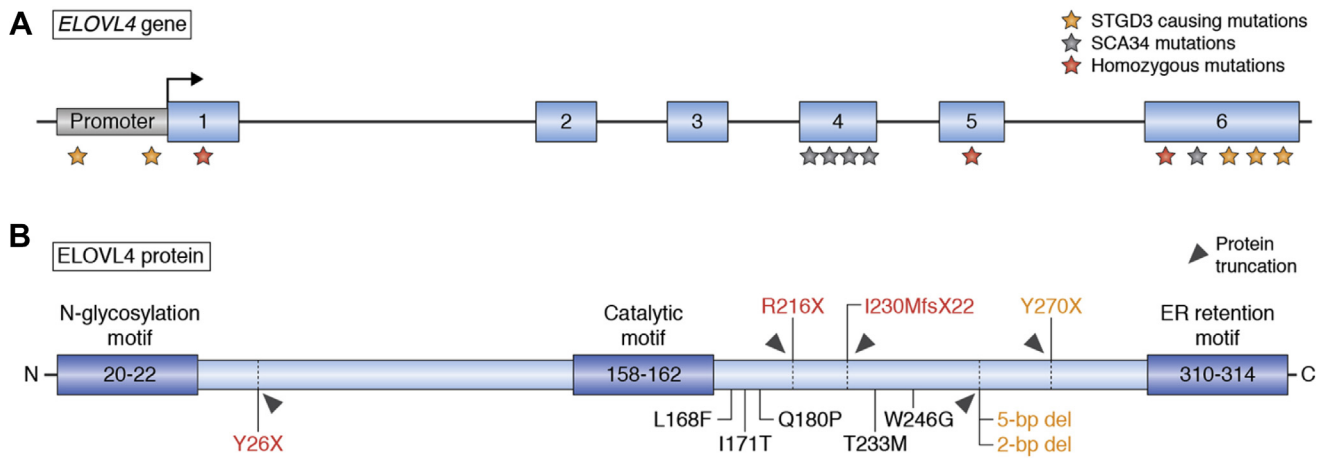 A
ELOVL4 gene
STGD3 causing mutations
SCA34 mutations
Homozygous mutations
Promoter 1 2 3 4 5 6
B
ELOVL4 protein
Protein
truncation
N-glycosylation
motif
Catalytic
motif
R216X I230MfsX22 Y270X
ER retention
motif
N 20-22 158-162 310-314 C
L168F Q180P W246G 5-bp del
Y26X I171T T233M 2-bp del